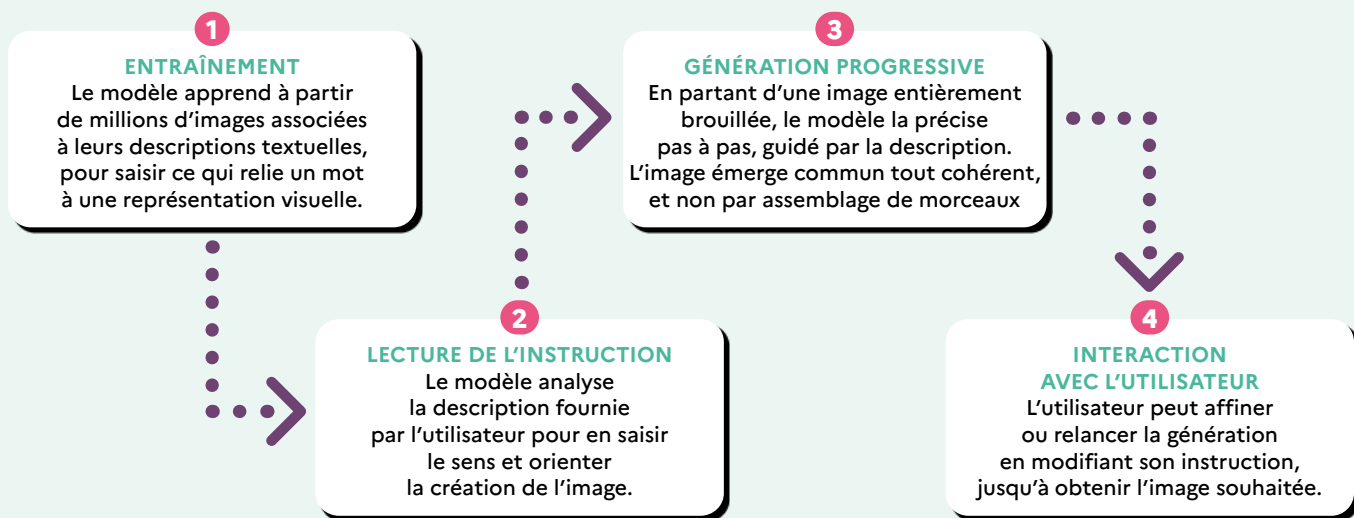 1
ENTRAÎNEMENT
Le modèle apprend à partir
de millions d'images associées
à leurs descriptions textuelles,
pour saisir ce qui relie un mot
à une représentation visuelle.
2
LECTURE DE L'INSTRUCTION
Le modèle analyse
la description fournie
par l'utilisateur pour en saisir
le sens et orienter
la création de l'image.
3
GÉNÉRATION PROGRESSIVE
En partant d'une image entièrement
brouillée, le modèle la précise
pas à pas, guidé par la description.
L'image émerge commun tout cohérent,
et non par assemblage de morceaux
4
INTERACTION
AVEC L'UTILISATEUR
L'utilisateur peut affiner
ou relancer la génération
en modifiant son instruction,
jusqu'à obtenir l'image souhaitée.